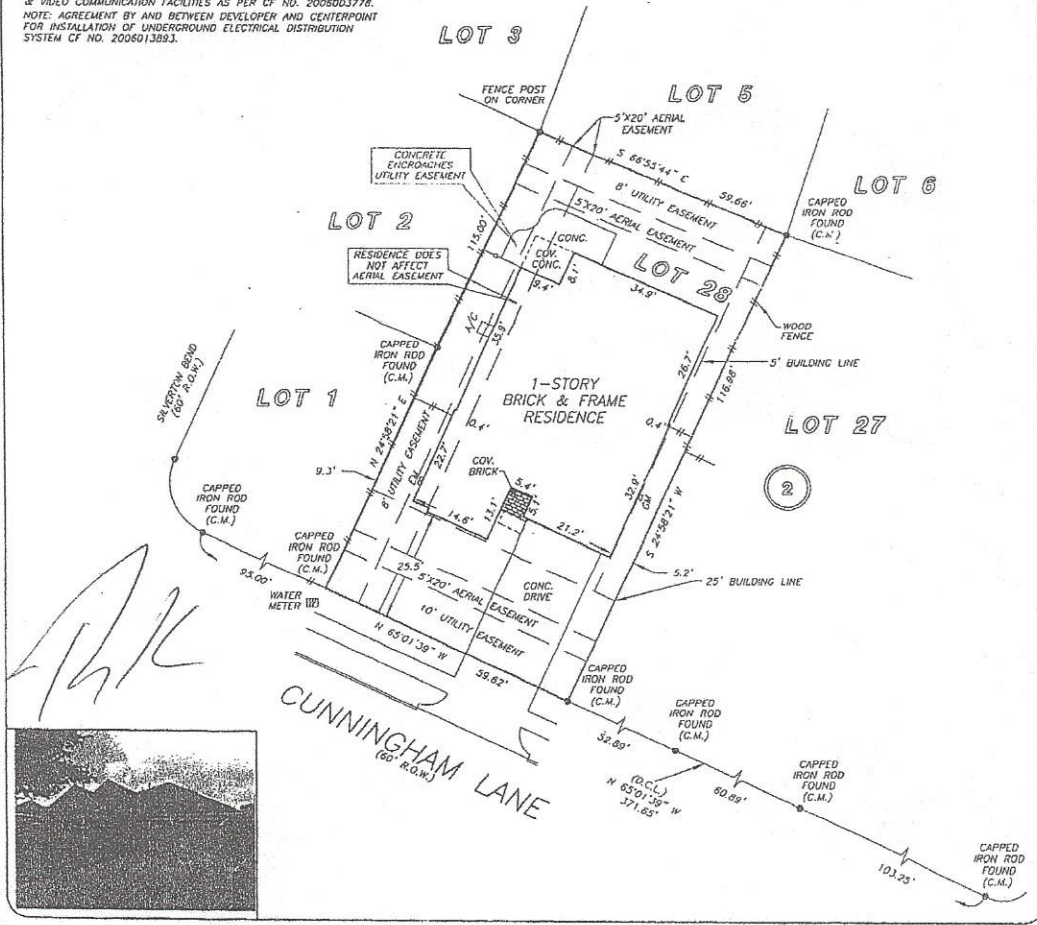 & VIDEO COMMUNICATION FACILITIES AS PER CF NO. 2006003778.
NOTE: AGREEMENT BY AND BETWEEN DEVELOPER AND CENTERPOINT
FOR INSTALLATION OF UNDERGROUND ELECTRICAL DISTRIBUTION
SYSTEM CF NO. 2006013893.
LOT 3
FENCE POST
ON CORNER
LOT 5
5'X20' AERIAL
EASEMENT
S 66°55'44" E
59.66'
CONCRETE
ENCROACHES
UTILITY EASEMENT
8' UTILITY EASEMENT
5'X20' AERIAL EASEMENT
LOT 6
CAPPED
IRON ROD
FOUND
(C.M.)
LOT 2
115.00'
CONC.
COV.
CONC.
RESIDENCE DOES
NOT AFFECT
AERIAL EASEMENT
9.4'
8.1'
LOT 28
34.9'
A/C
35.9'
WOOD
FENCE
5' BUILDING LINE
26.7'
116.98'
SILVERTON BEND
(60' R.O.W.)
CAPPED
IRON ROD
FOUND
(C.M.)
LOT 1
1-STORY
BRICK & FRAME
RESIDENCE
LOT 27
N 24°58'21" E
8' UTILITY EASEMENT
0.4'
0.4'
22.7'
EM
9.3'
COV.
BRICK
5.4'
5.1'
13.1'
14.6'
21.2'
32.9'
GM
S 24°58'21" W
2
CAPPED
IRON ROD
FOUND
(C.M.)
CAPPED
IRON ROD
FOUND
(C.M.)
95.00'
WATER
METER
25.5'
5'X20' AERIAL EASEMENT
CONC.
DRIVE
10' UTILITY EASEMENT
5.2'
25' BUILDING LINE
N 65°01'39" W
59.62'
CAPPED
IRON ROD
FOUND
(C.M.)
CUNNINGHAM LANE
(60' R.O.W.)
52.89'
CAPPED
IRON ROD
FOUND
(C.M.)
(D.C.L.)
N 65°01'39" W
371.65'
60.89'
CAPPED
IRON ROD
FOUND
(C.M.)
103.25'
CAPPED
IRON ROD
FOUND
(C.M.)